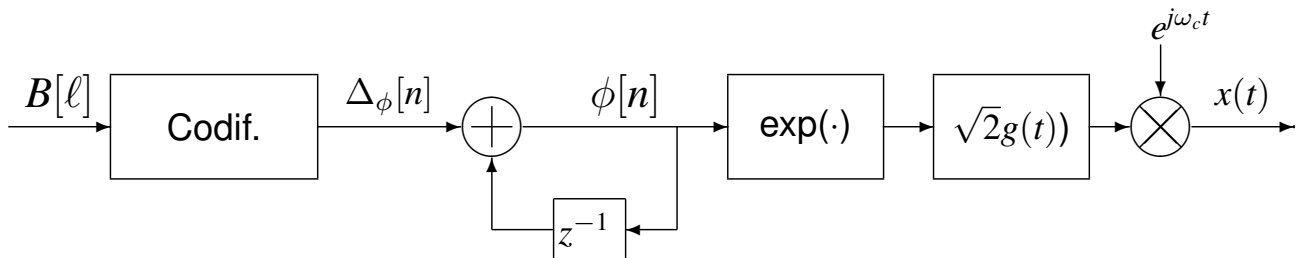 B[ℓ]
Codif.
Δ_ϕ[n]
ϕ[n]
z⁻¹
exp(·)
√2g(t))
e^{jω_c t}
x(t)